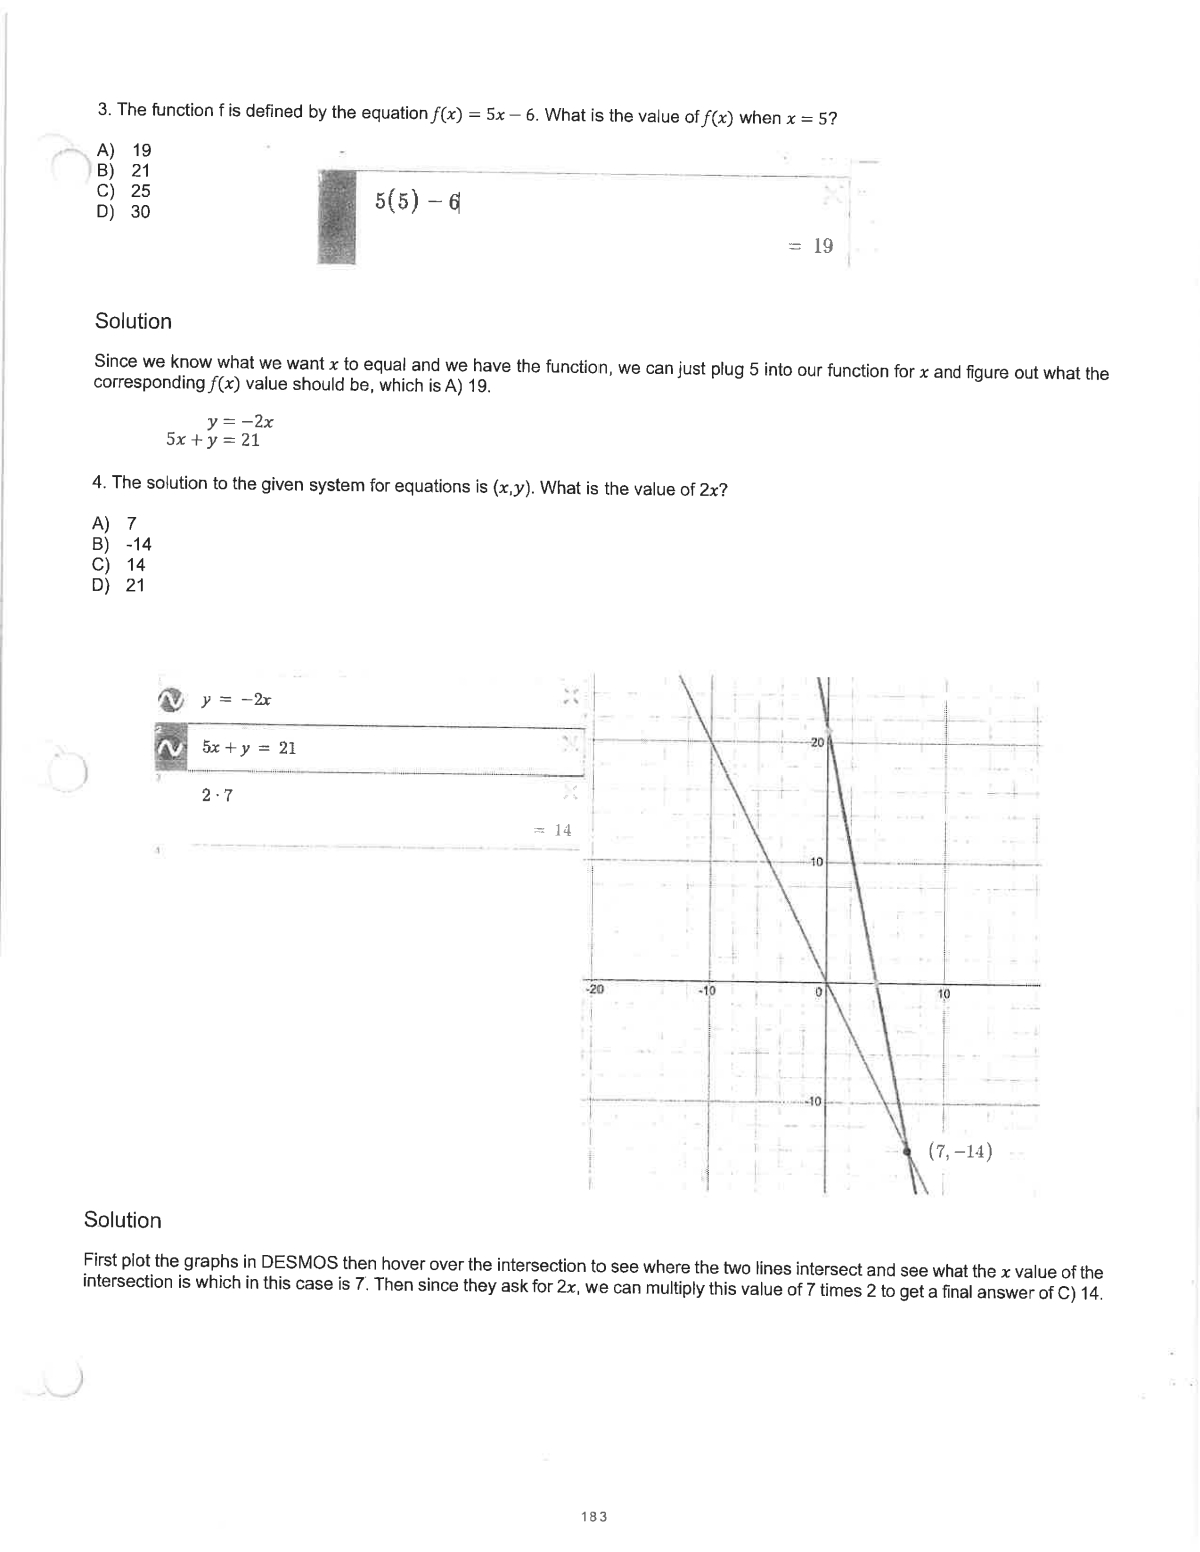 3. The function f is defined by the equation f(x) = 5x – 6. What is the value of f(x) when x = 5?
A) 19
B) 21
C) 25
D) 30
5(5) − 6
= 19
Solution
Since we know what we want x to equal and we have the function, we can just plug 5 into our function for x and figure out what the
corresponding f(x) value should be, which is A) 19.
y = −2x
5x + y = 21
4. The solution to the given system for equations is (x,y). What is the value of 2x?
A) 7
B) -14
C) 14
D) 21
y = −2x
2
5x + y = 21
3
2 · 7
= 14
4
20
10
-20
-10
0
10
-10
(7, −14)
Solution
First plot the graphs in DESMOS then hover over the intersection to see where the two lines intersect and see what the x value of the
intersection is which in this case is 7. Then since they ask for 2x, we can multiply this value of 7 times 2 to get a final answer of C) 14.
183